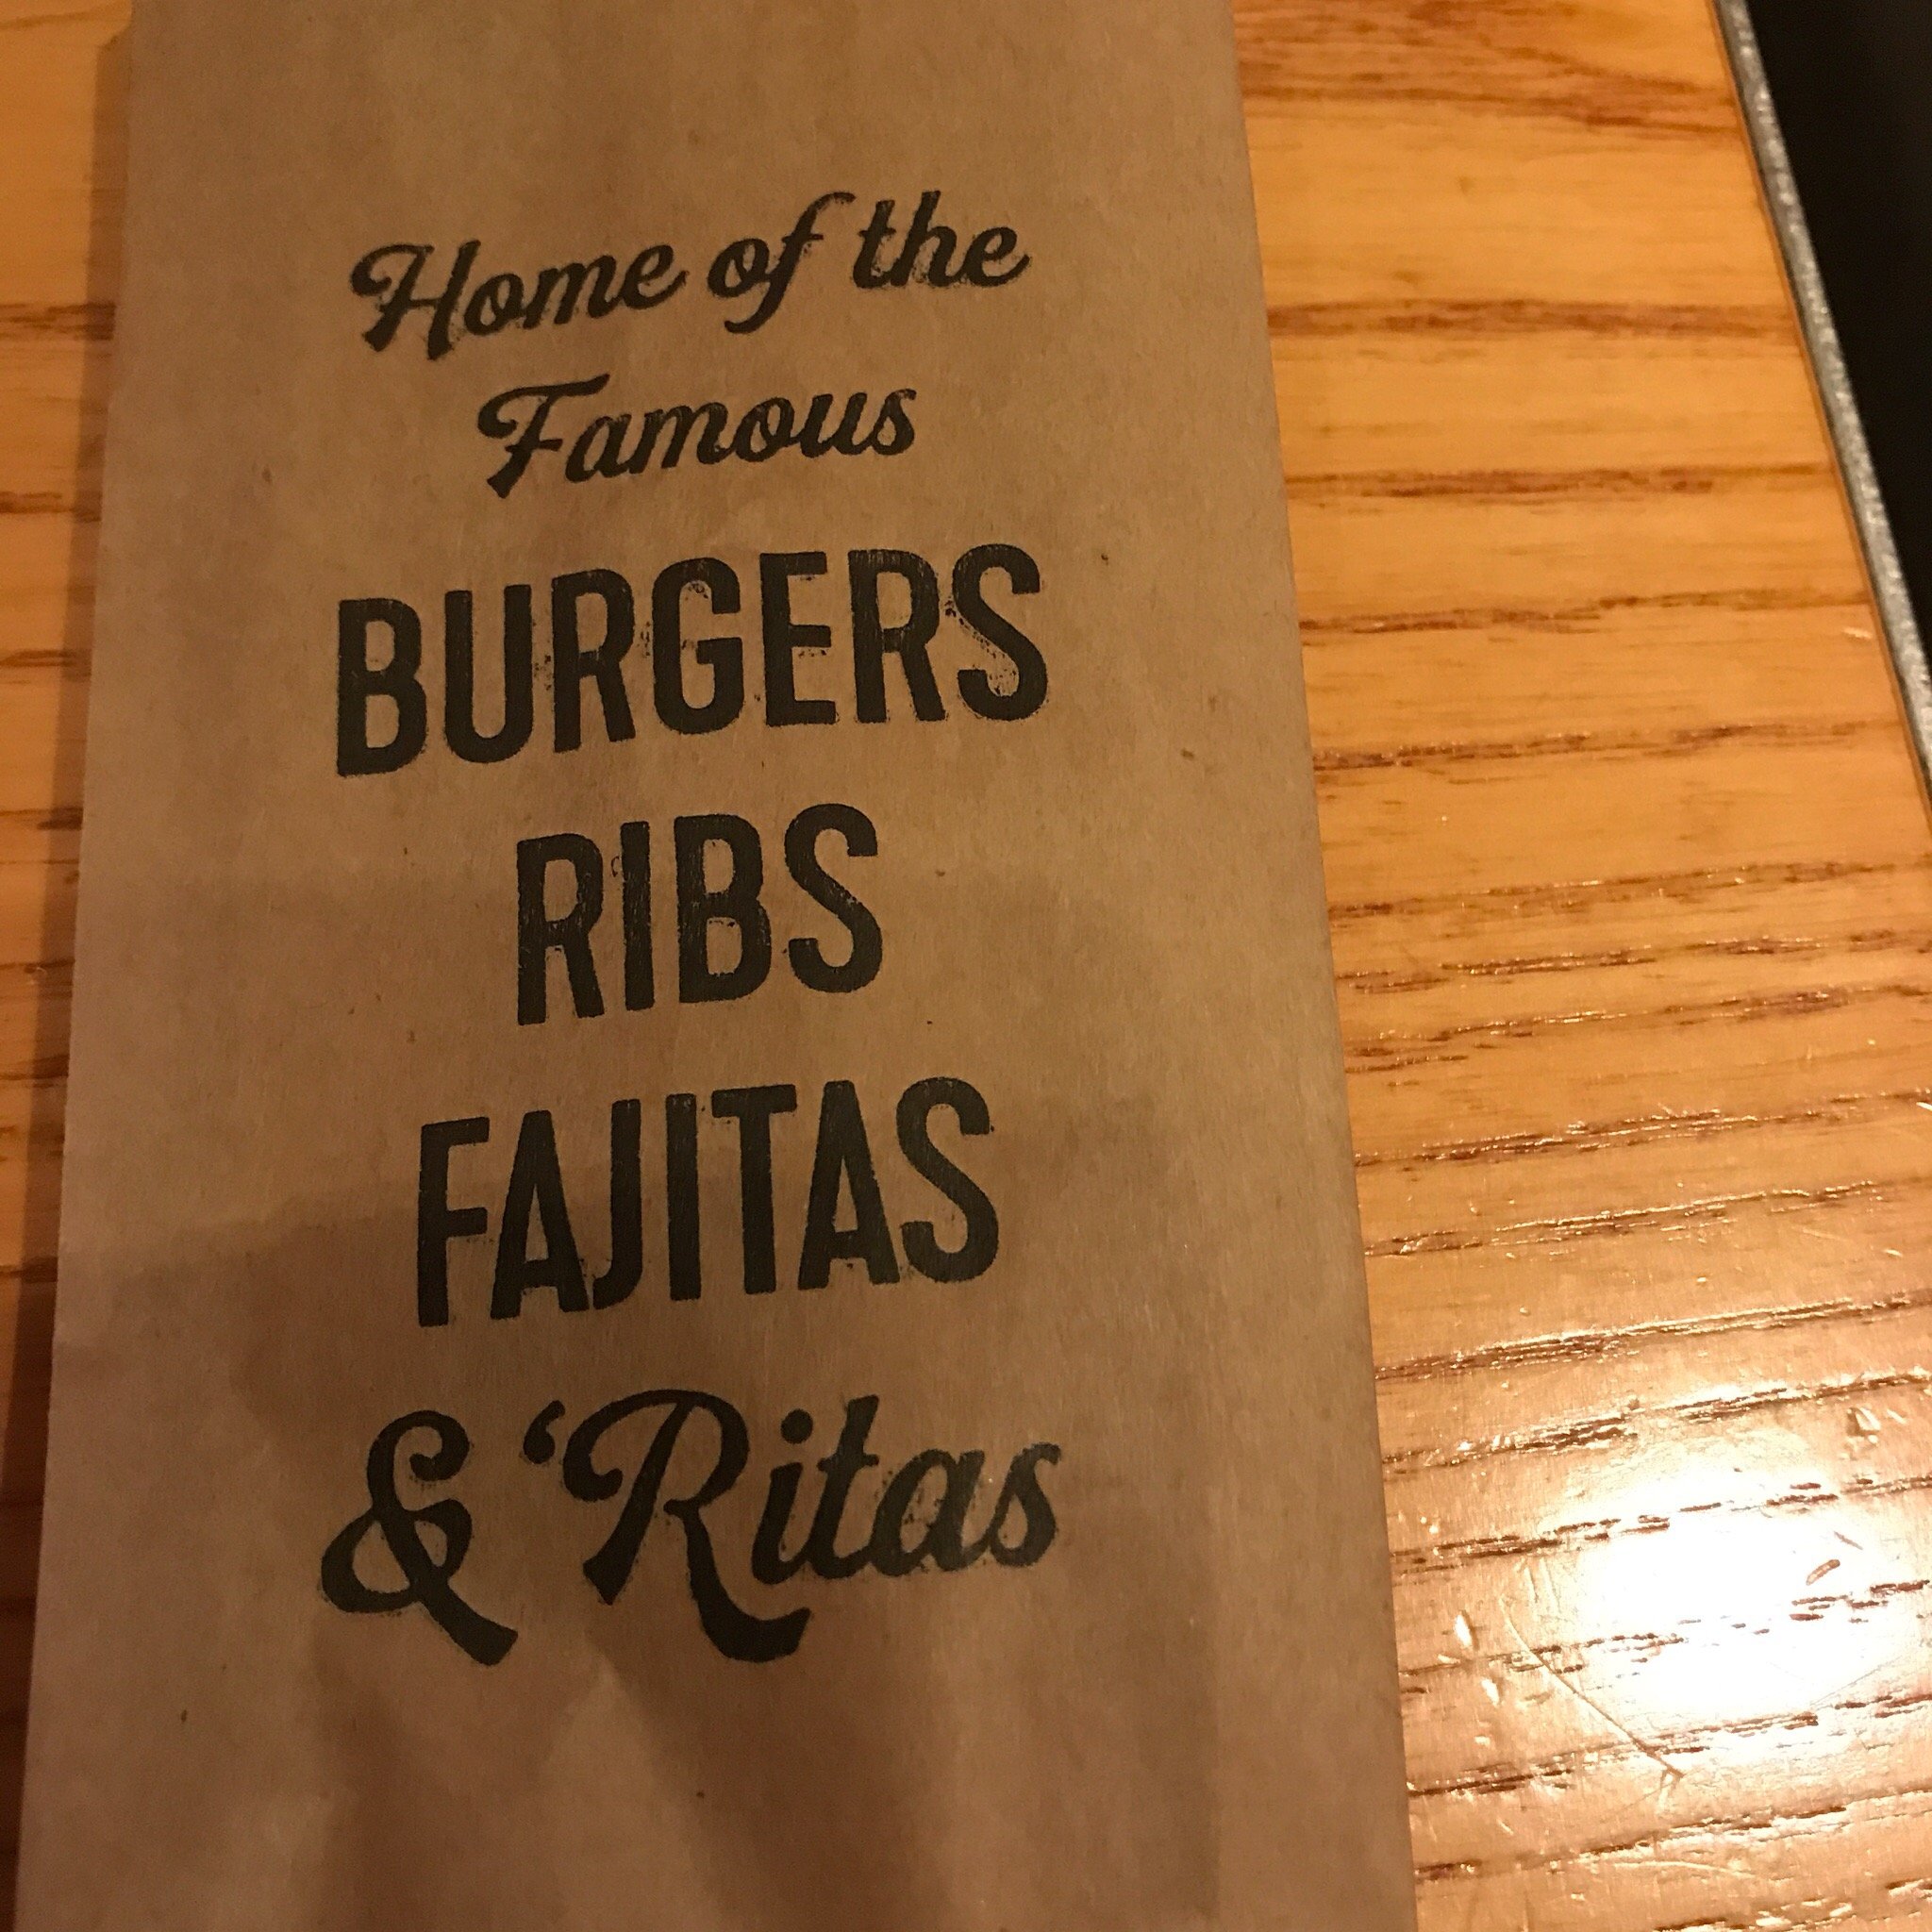 Home of the
Famous
BURGERS
RIBS
FAJITAS
& ‘Ritas